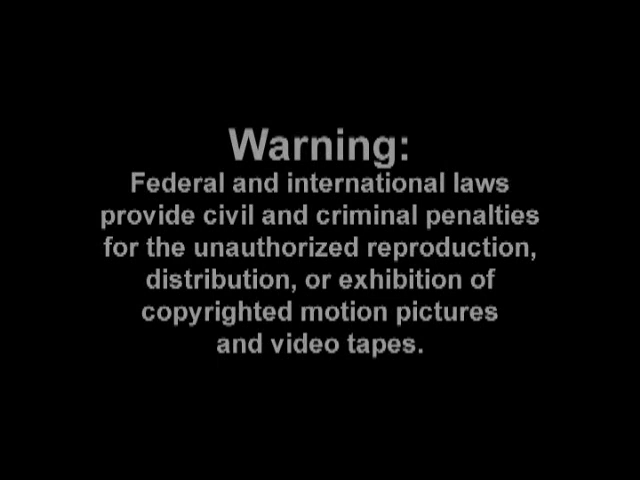 Warning:
Federal and international laws
provide civil and criminal penalties
for the unauthorized reproduction,
distribution, or exhibition of
copyrighted motion pictures
and video tapes.